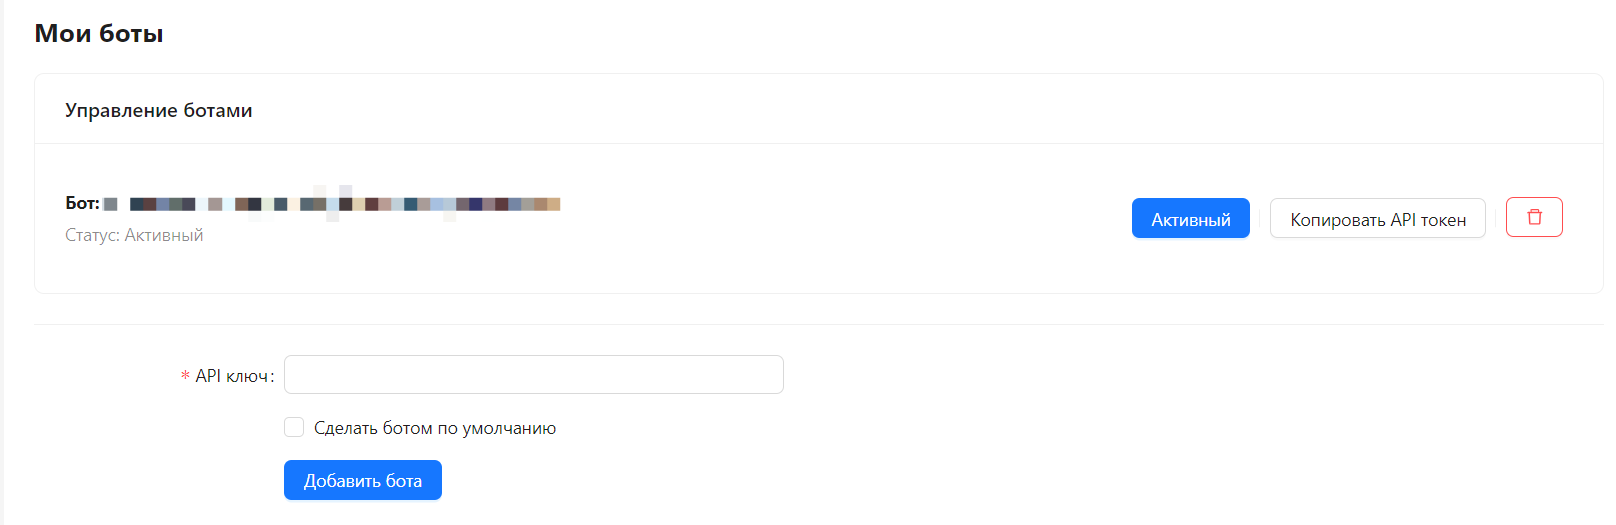 Мои боты
Управление ботами
Бот:
Статус: Активный
Активный
Копировать API токен
* API ключ:
Сделать ботом по умолчанию
Добавить бота